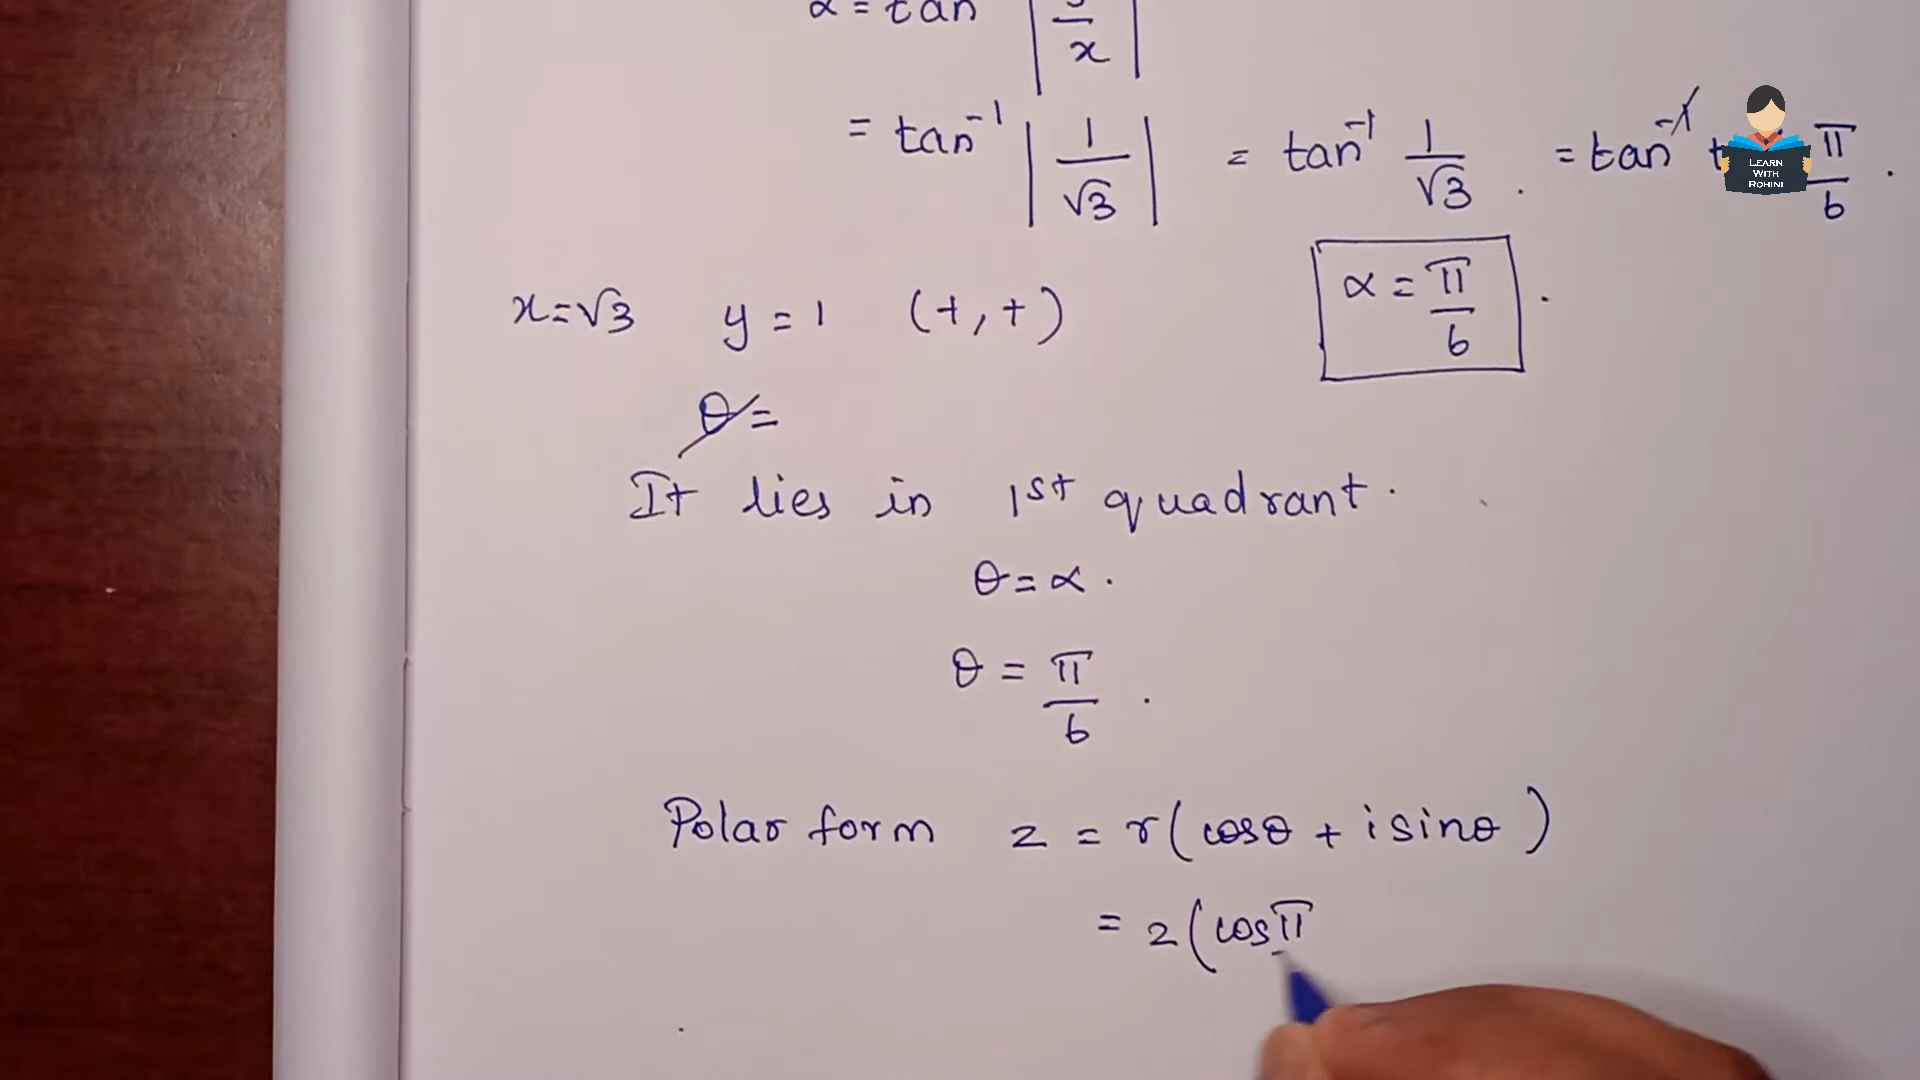 α = tan | y/x |
= tan⁻¹ | 1/√3 | = tan⁻¹ 1/√3 . = tan⁻¹ π/6 .
LEARN
WITH
ROHINI
x=√3 y = 1 (+,+) α = π/6 .
θ=
It lies in 1st quadrant.
θ = α .
θ = π/6 .
Polar form z = r(cosθ + i sinθ)
= 2(cos π